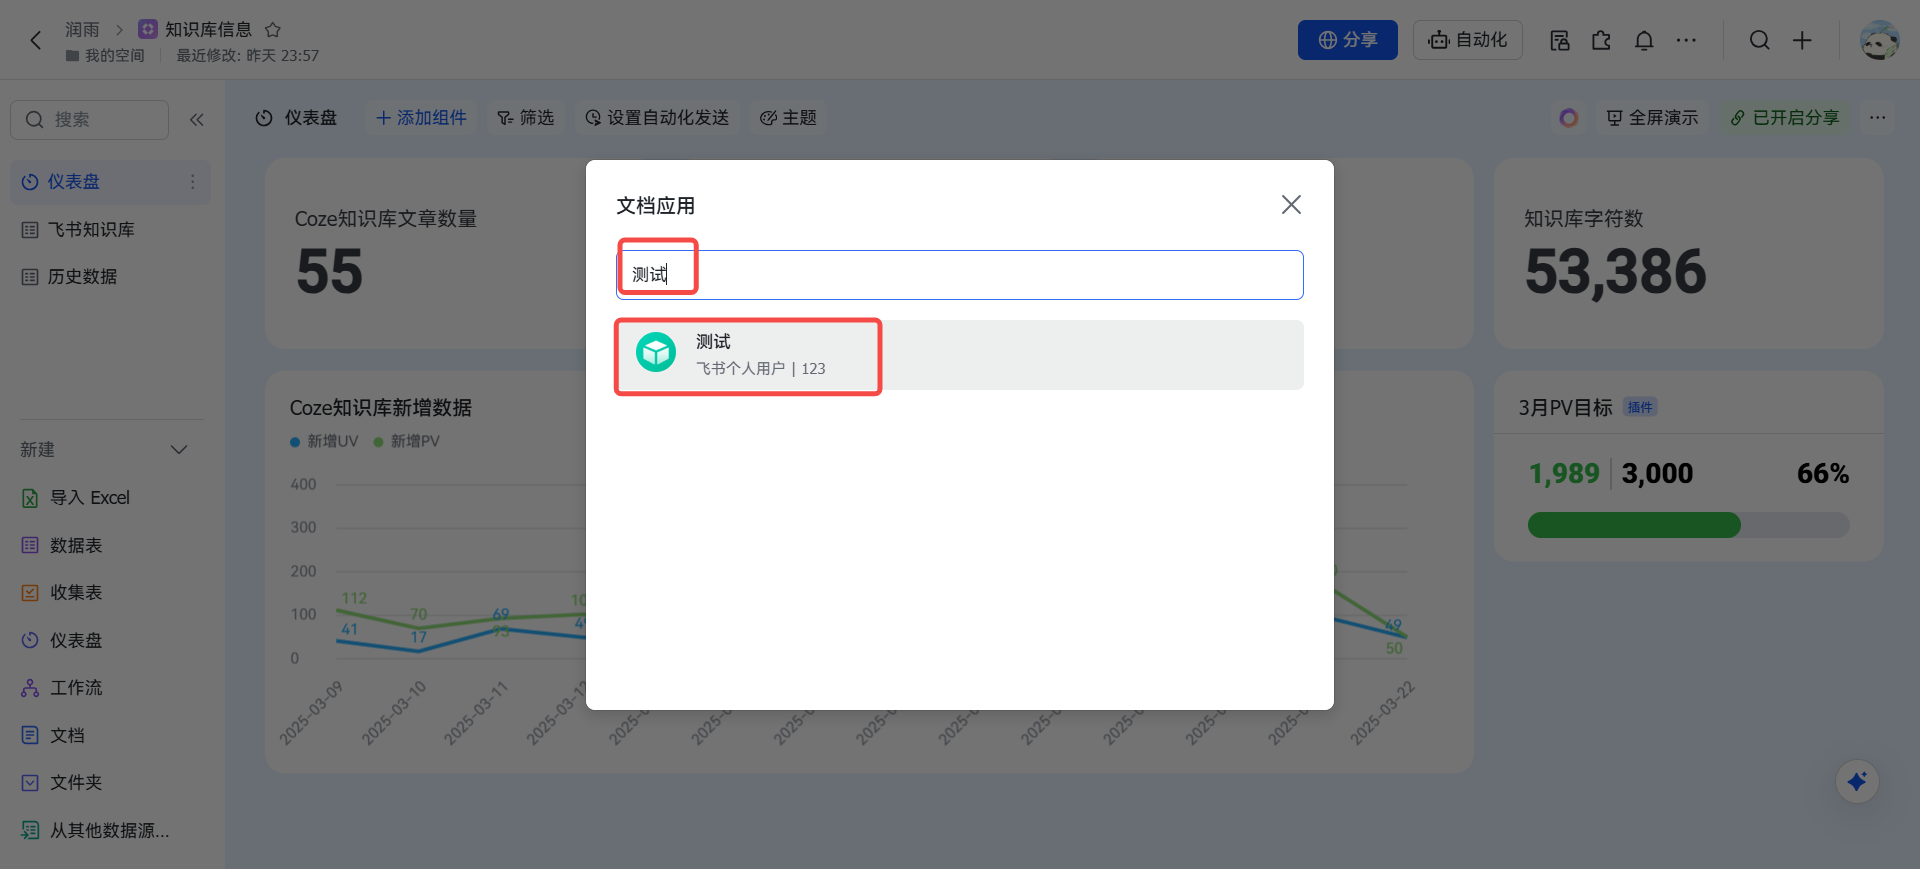 润雨
知识库信息
我的空间
最近修改: 昨天 23:57
分享
自动化
搜索
仪表盘
飞书知识库
历史数据
新建
导入 Excel
数据表
收集表
仪表盘
工作流
文档
文件夹
从其他数据源...
仪表盘
添加组件
筛选
设置自动化发送
主题
全屏演示
已开启分享
Coze知识库文章数量
55
知识库字符数
53,386
文档应用
测试
测试
飞书个人用户 | 123
Coze知识库新增数据
新增UV
新增PV
400
300
200
100
0
112
70
69
10
41
17
93
49
49
50
2025-03-09
2025-03-10
2025-03-11
2025-03-12
2025-0
2025-0
2025-0
2025-0
2025-0
2025-0
2025-0
2025-0
2025-0
2025-03-22
3月PV目标
插件
1,989
3,000
66%